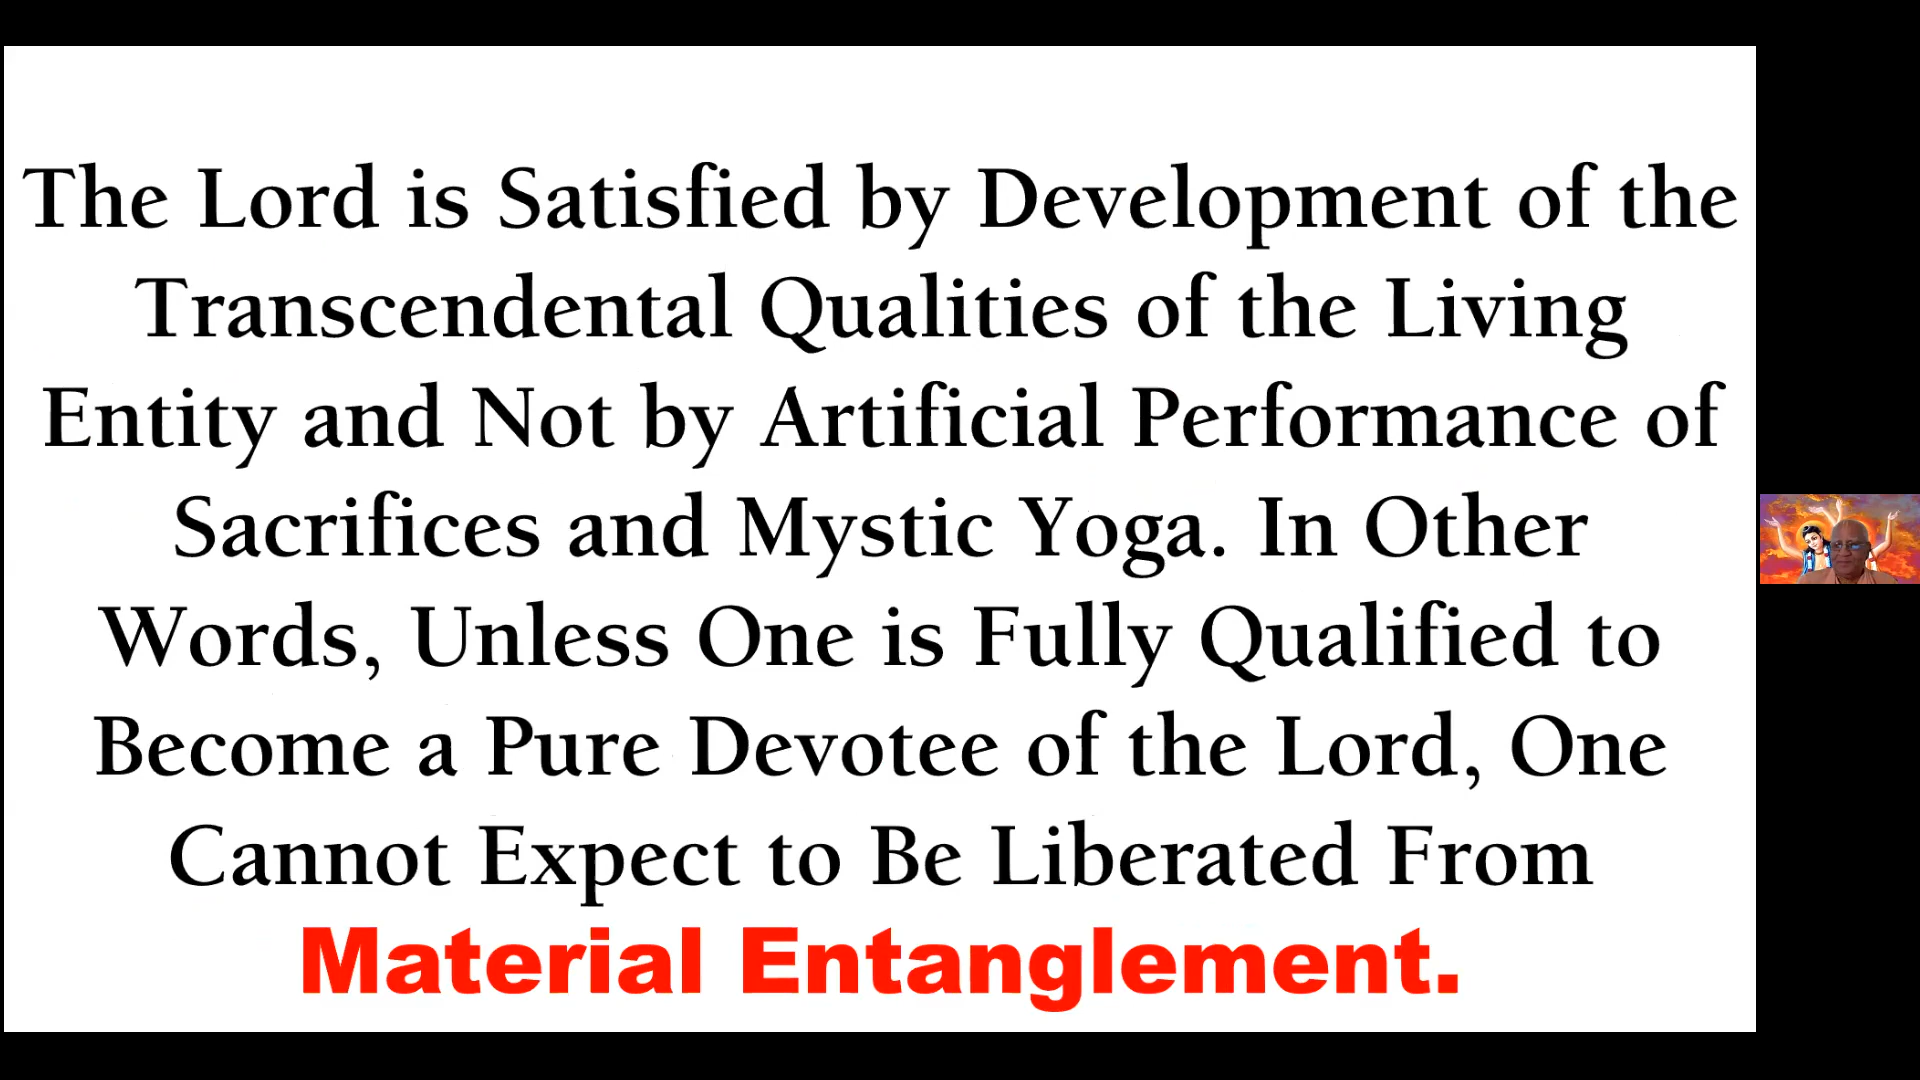 The Lord is Satisfied by Development of the
Transcendental Qualities of the Living
Entity and Not by Artificial Performance of
Sacrifices and Mystic Yoga. In Other
Words, Unless One is Fully Qualified to
Become a Pure Devotee of the Lord, One
Cannot Expect to Be Liberated From
Material Entanglement.